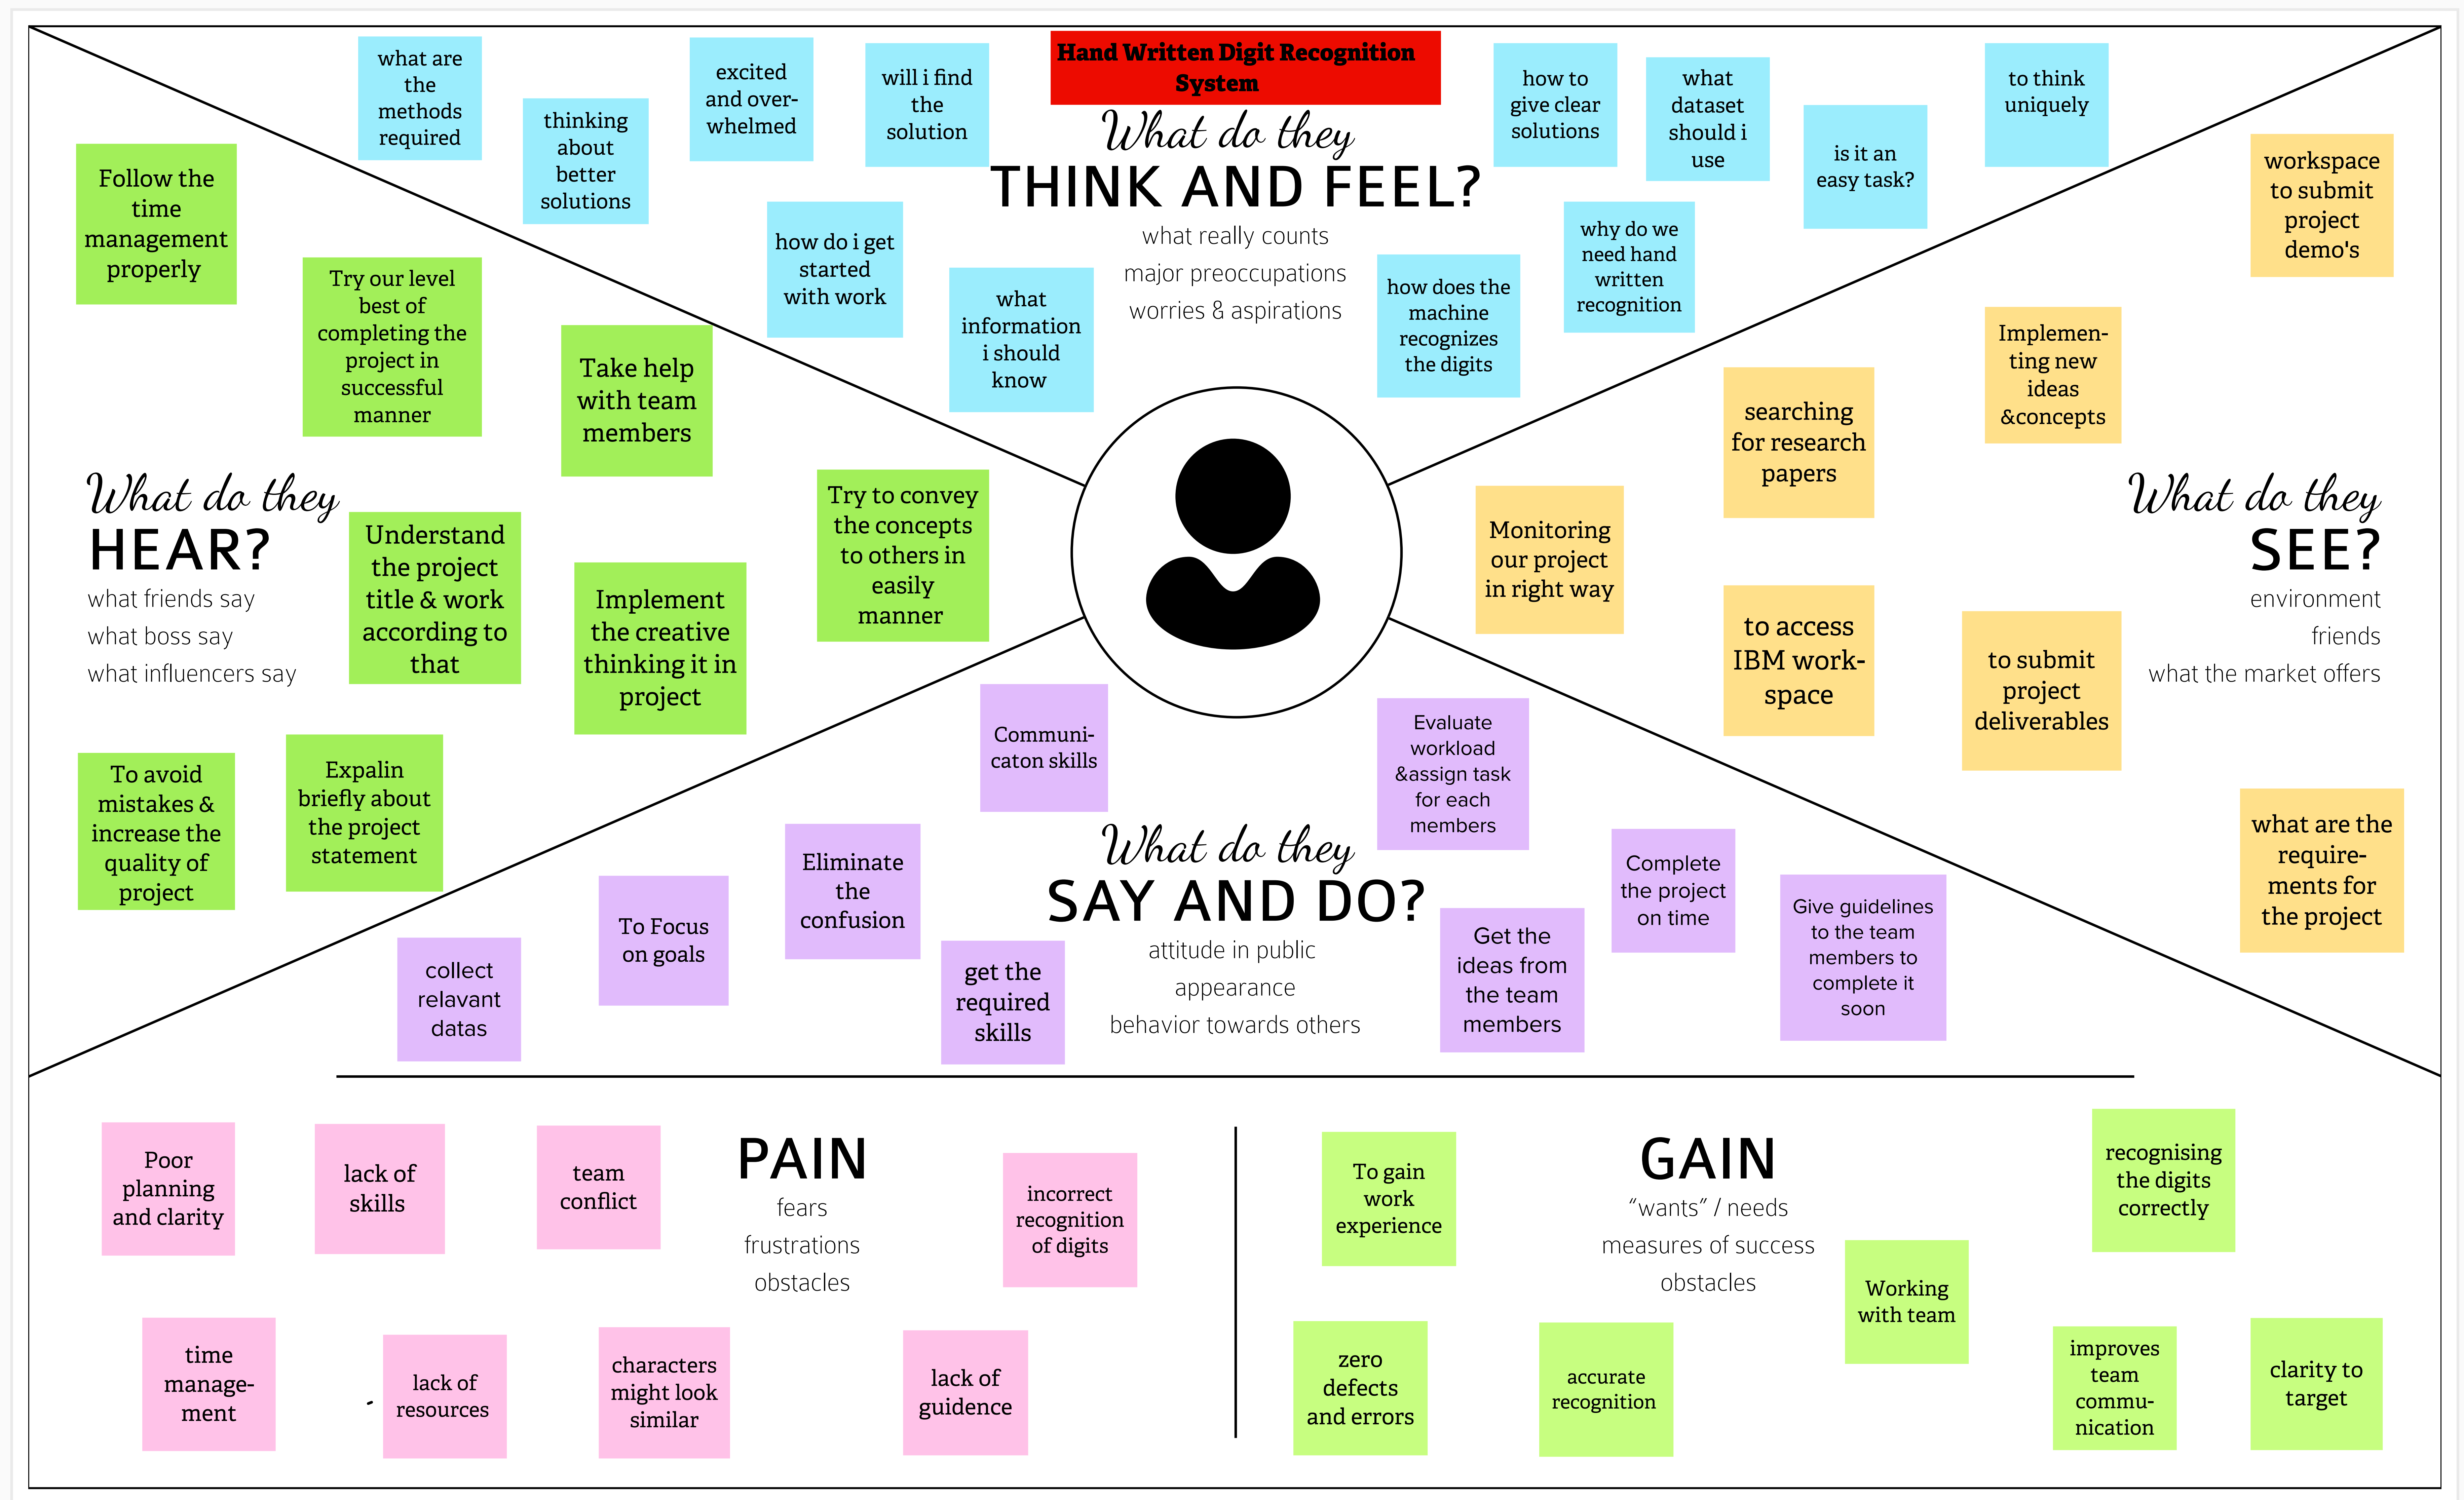 Hand Written Digit Recognition
System
What do they
THINK AND FEEL?
what really counts
major preoccupations
worries & aspirations
what are
the
methods
required
thinking
about
better
solutions
excited
and over-
whelmed
will i find
the
solution
how do i get
started
with work
what
information
i should
know
how to
give clear
solutions
what
dataset
should i
use
is it an
easy task?
to think
uniquely
why do we
need hand
written
recognition
how does the
machine
recognizes
the digits
What do they
HEAR?
what friends say
what boss say
what influencers say
Follow the
time
management
properly
Try our level
best of
completing the
project in
successful
manner
Take help
with team
members
Try to convey
the concepts
to others in
easily
manner
Understand
the project
title & work
according to
that
Implement
the creative
thinking it in
project
To avoid
mistakes &
increase the
quality of
project
Expalin
briefly about
the project
statement
What do they
SEE?
environment
friends
what the market offers
workspace
to submit
project
demo's
Implemen-
ting new
ideas
&concepts
searching
for research
papers
Monitoring
our project
in right way
to access
IBM work-
space
to submit
project
deliverables
what are the
require-
ments for
the project
What do they
SAY AND DO?
attitude in public
appearance
behavior towards others
Communi-
caton skills
Evaluate
workload
&assign task
for each
members
Eliminate
the
confusion
To Focus
on goals
collect
relavant
datas
get the
required
skills
Get the
ideas from
the team
members
Complete
the project
on time
Give guidelines
to the team
members to
complete it
soon
PAIN
fears
frustrations
obstacles
Poor
planning
and clarity
lack of
skills
team
conflict
incorrect
recognition
of digits
time
manage-
ment
lack of
resources
characters
might look
similar
lack of
guidence
GAIN
“wants” / needs
measures of success
obstacles
To gain
work
experience
recognising
the digits
correctly
Working
with team
zero
defects
and errors
accurate
recognition
improves
team
commu-
nication
clarity to
target